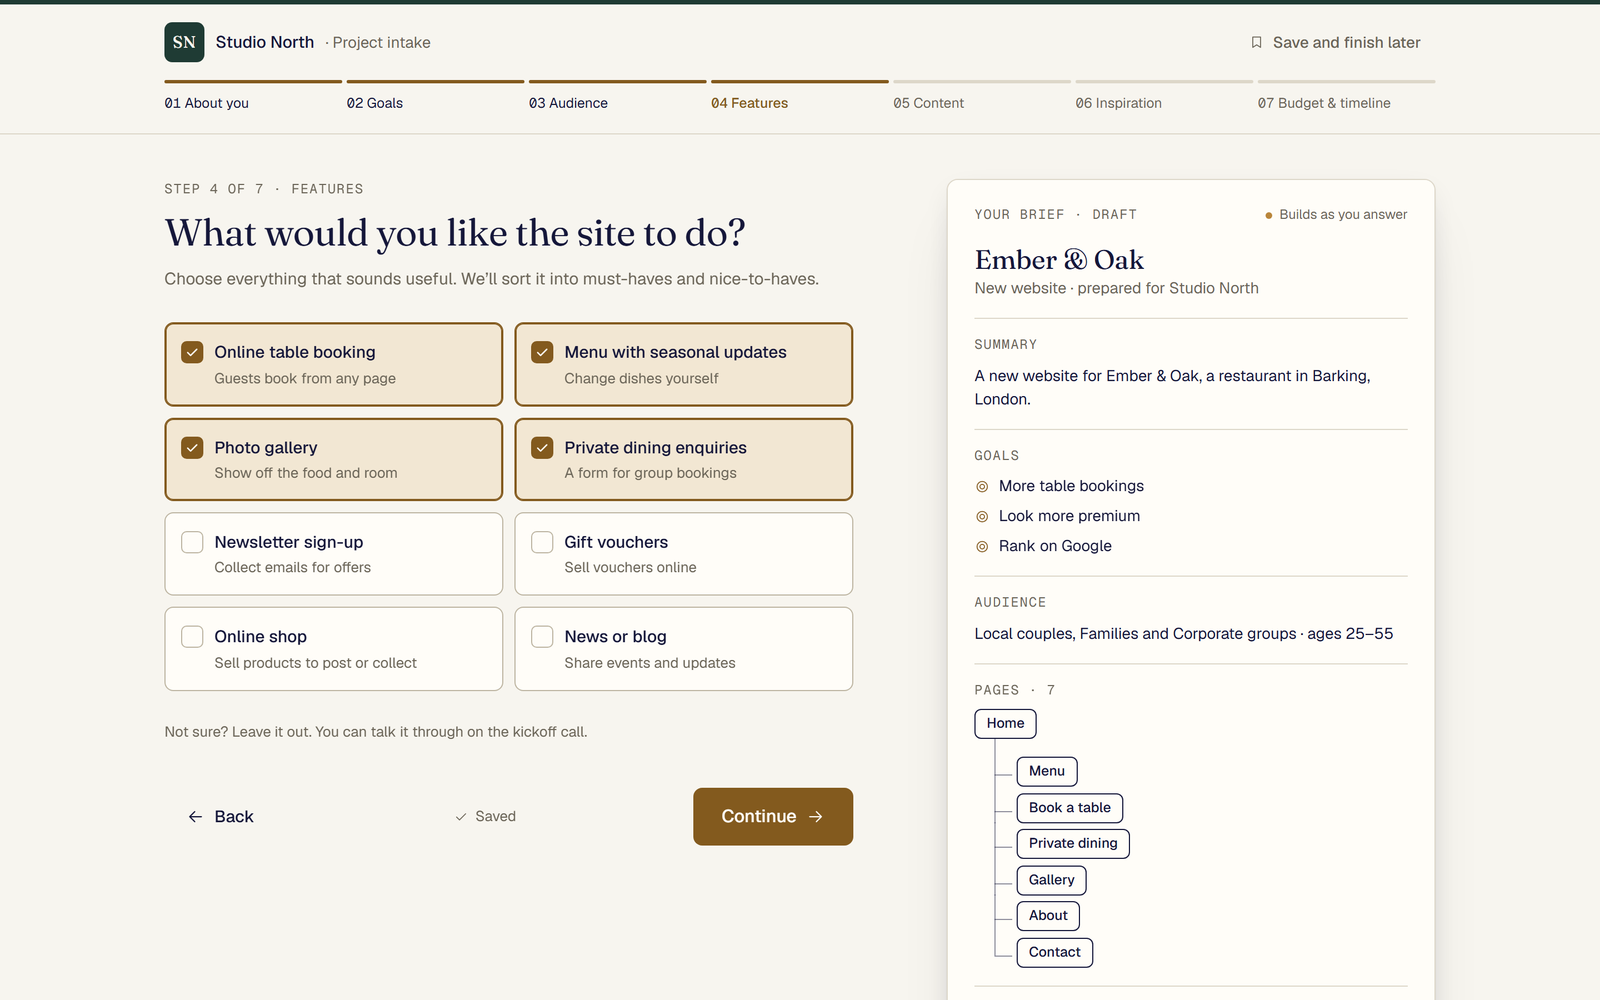 SN Studio North · Project intake
Save and finish later
01 About you
02 Goals
03 Audience
04 Features
05 Content
06 Inspiration
07 Budget & timeline
STEP 4 OF 7 · FEATURES
What would you like the site to do?
Choose everything that sounds useful. We’ll sort it into must-haves and nice-to-haves.
Online table booking
Guests book from any page
Menu with seasonal updates
Change dishes yourself
Photo gallery
Show off the food and room
Private dining enquiries
A form for group bookings
Newsletter sign-up
Collect emails for offers
Gift vouchers
Sell vouchers online
Online shop
Sell products to post or collect
News or blog
Share events and updates
Not sure? Leave it out. You can talk it through on the kickoff call.
Back
Saved
Continue
YOUR BRIEF · DRAFT
Builds as you answer
Ember & Oak
New website · prepared for Studio North
SUMMARY
A new website for Ember & Oak, a restaurant in Barking,
London.
GOALS
More table bookings
Look more premium
Rank on Google
AUDIENCE
Local couples, Families and Corporate groups · ages 25–55
PAGES · 7
Home
Menu
Book a table
Private dining
Gallery
About
Contact